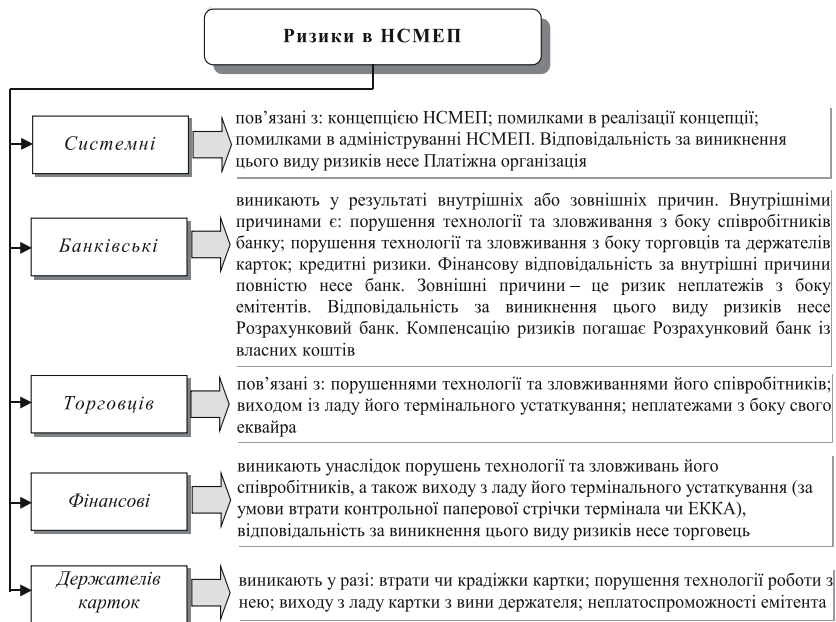 Ризики в НСМЕП
Системні
пов’язані з: концепцією НСМЕП; помилками в реалізації концепції;
помилками в адмініструванні НСМЕП. Відповідальність за виникнення
цього виду ризиків несе Платіжна організація
Банківські
виникають у результаті внутрішніх або зовнішніх причин. Внутрішніми
причинами є: порушення технології та зловживання з боку співробітників
банку; порушення технології та зловживання з боку торговців та держателів
карток; кредитні ризики. Фінансову відповідальність за внутрішні причини
повністю несе банк. Зовнішні причини – це ризик неплатежів з боку
емітентів. Відповідальність за виникнення цього виду ризиків несе
Розрахунковий банк. Компенсацію ризиків погашає Розрахунковий банк із
власних коштів
Торговців
пов’язані з: порушеннями технології та зловживаннями його співробітників;
виходом із ладу його термінального устаткування; неплатежами з боку свого
еквайра
Фінансові
виникають унаслідок порушень технології та зловживань його
співробітників, а також виходу з ладу його термінального устаткування (за
умови втрати контрольної паперової стрічки термінала чи ЕККА),
відповідальність за виникнення цього виду ризиків несе торговець
Держателів
карток
виникають у разі: втрати чи крадіжки картки; порушення технології роботи з
нею; виходу з ладу картки з вини держателя; неплатоспроможності емітента